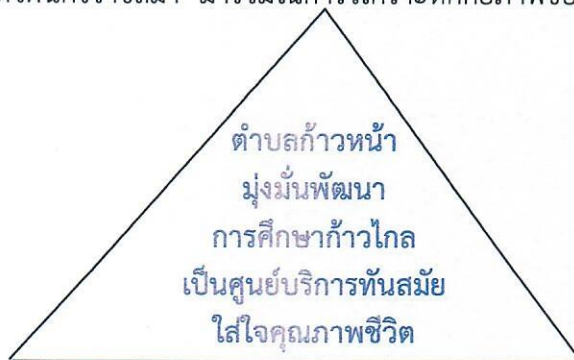 ตำบลก้าวหน้า
มุ่งมั่นพัฒนา
การศึกษาก้าวไกล
เป็นศูนย์บริการทันสมัย
ใส่ใจคุณภาพชีวิต